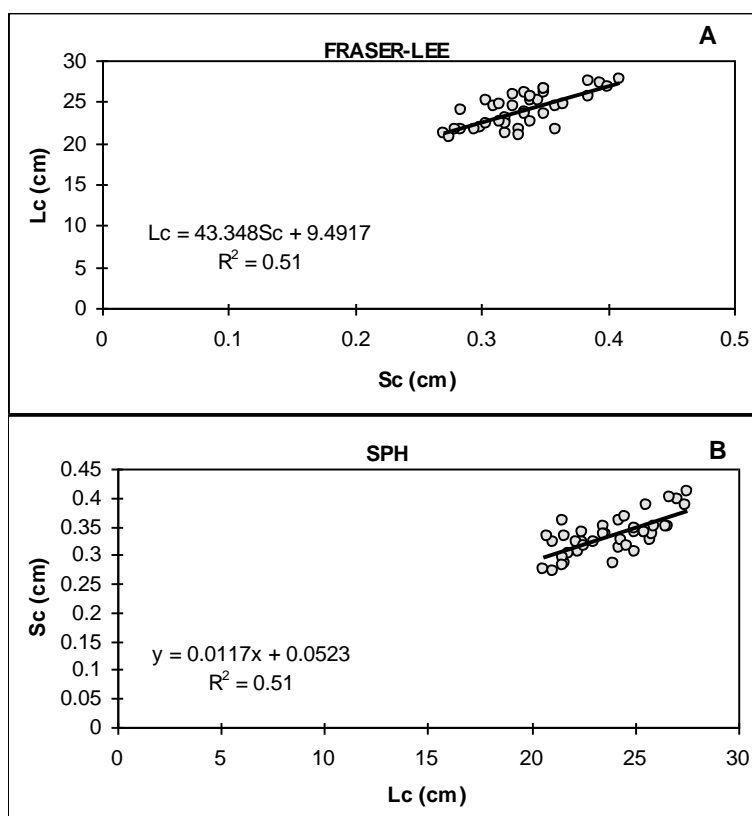 FRASER-LEE
A
30
25
20
15
10
5
0
Lc (cm)
Lc = 43.348Sc + 9.4917
R² = 0.51
0 0.1 0.2 0.3 0.4 0.5
Sc (cm)
SPH
B
0.45
0.4
0.35
0.3
0.25
0.2
0.15
0.1
0.05
0
Sc (cm)
y = 0.0117x + 0.0523
R² = 0.51
0 5 10 15 20 25 30
Lc (cm)